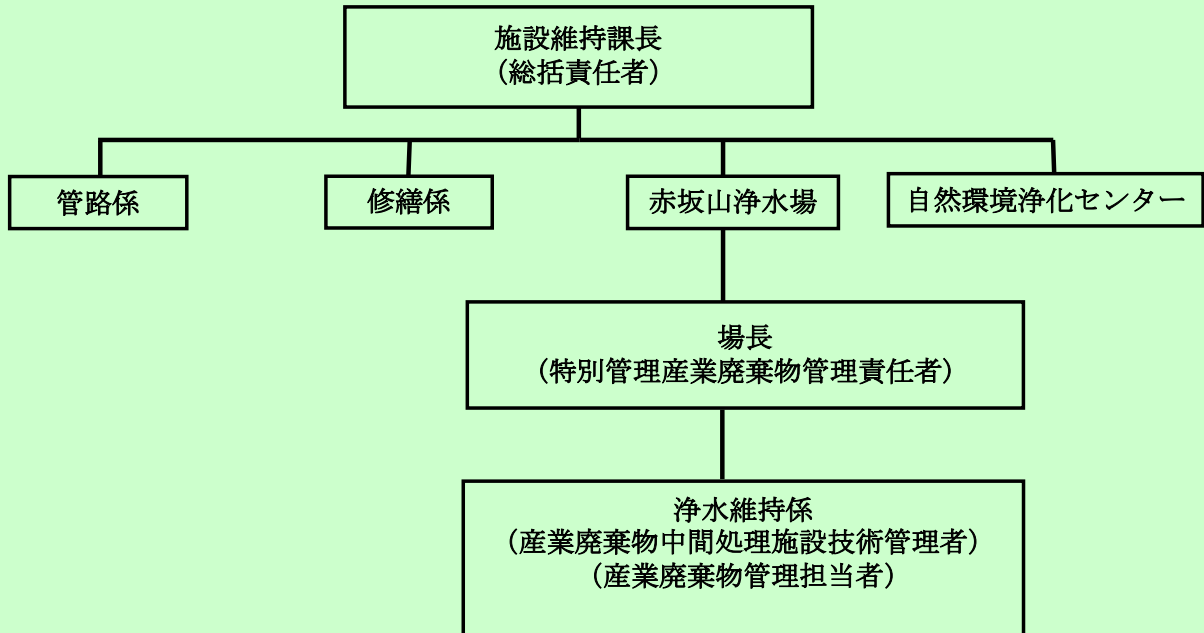 施設維持課長
（総括責任者）
管路係
修繕係
赤坂山浄水場
自然環境浄化センター
場長
（特別管理産業廃棄物管理責任者）
浄水維持係
（産業廃棄物中間処理施設技術管理者）
（産業廃棄物管理担当者）